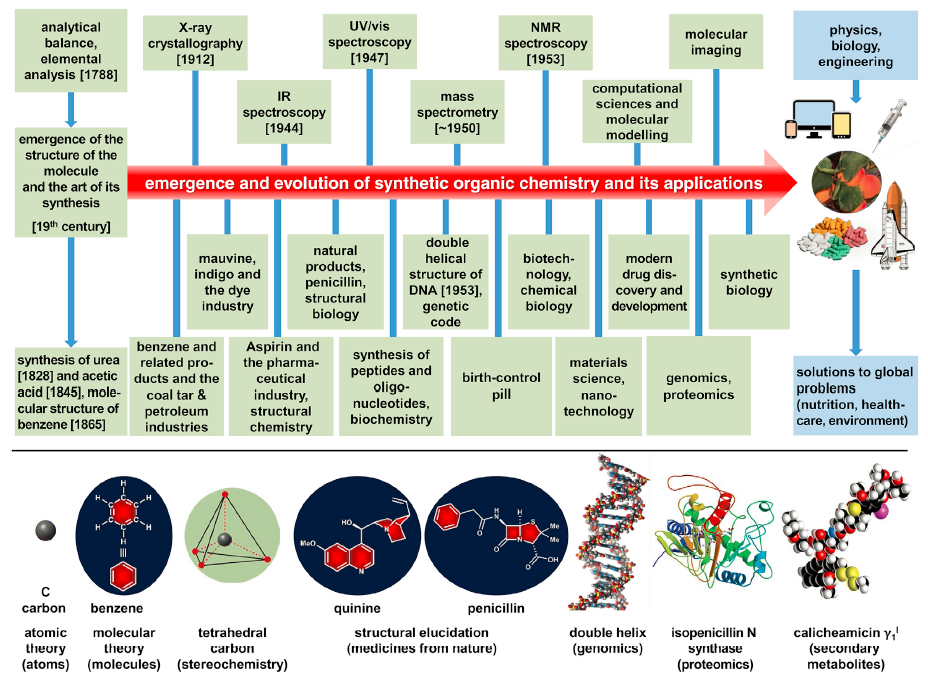 analytical
balance,
elemental
analysis [1788]
X-ray
crystallography
[1912]
UV/vis
spectroscopy
[1947]
NMR
spectroscopy
[1953]
molecular
imaging
physics,
biology,
engineering
IR
spectroscopy
[1944]
mass
spectrometry
[~1950]
computational
sciences and
molecular
modelling
emergence of the
structure of the
molecule
and the art of its
synthesis
[19th century]
emergence and evolution of synthetic organic chemistry and its applications
mauvine,
indigo and
the dye
industry
natural
products,
penicillin,
structural
biology
double
helical
structure of
DNA [1953],
genetic
code
biotech-
nology,
chemical
biology
modern
drug dis-
covery and
development
synthetic
biology
synthesis of urea
[1828] and acetic
acid [1845), mole-
cular structure of
benzene [1865]
benzene and
related pro-
ducts and the
coal tar &
petroleum
industries
Aspirin and
the pharma-
ceutical
industry,
structural
chemistry
synthesis of
peptides and
oligo-
nucleotides,
biochemistry
birth-control
pill
materials
science,
nano-
technology
genomics,
proteomics
solutions to global
problems
(nutrition, health-
care, environment)
H
H
H
H
H
H
HO
N
MeO
N
H
N
O
H
S
Me
Me
N
O
O
OH
C
carbon
benzene
quinine
penicillin
atomic
theory
(atoms)
molecular
theory
(molecules)
tetrahedral
carbon
(stereochemistry)
structural elucidation
(medicines from nature)
double helix
(genomics)
isopenicillin N
synthase
(proteomics)
calicheamicin γ₁ᴵ
(secondary
metabolites)